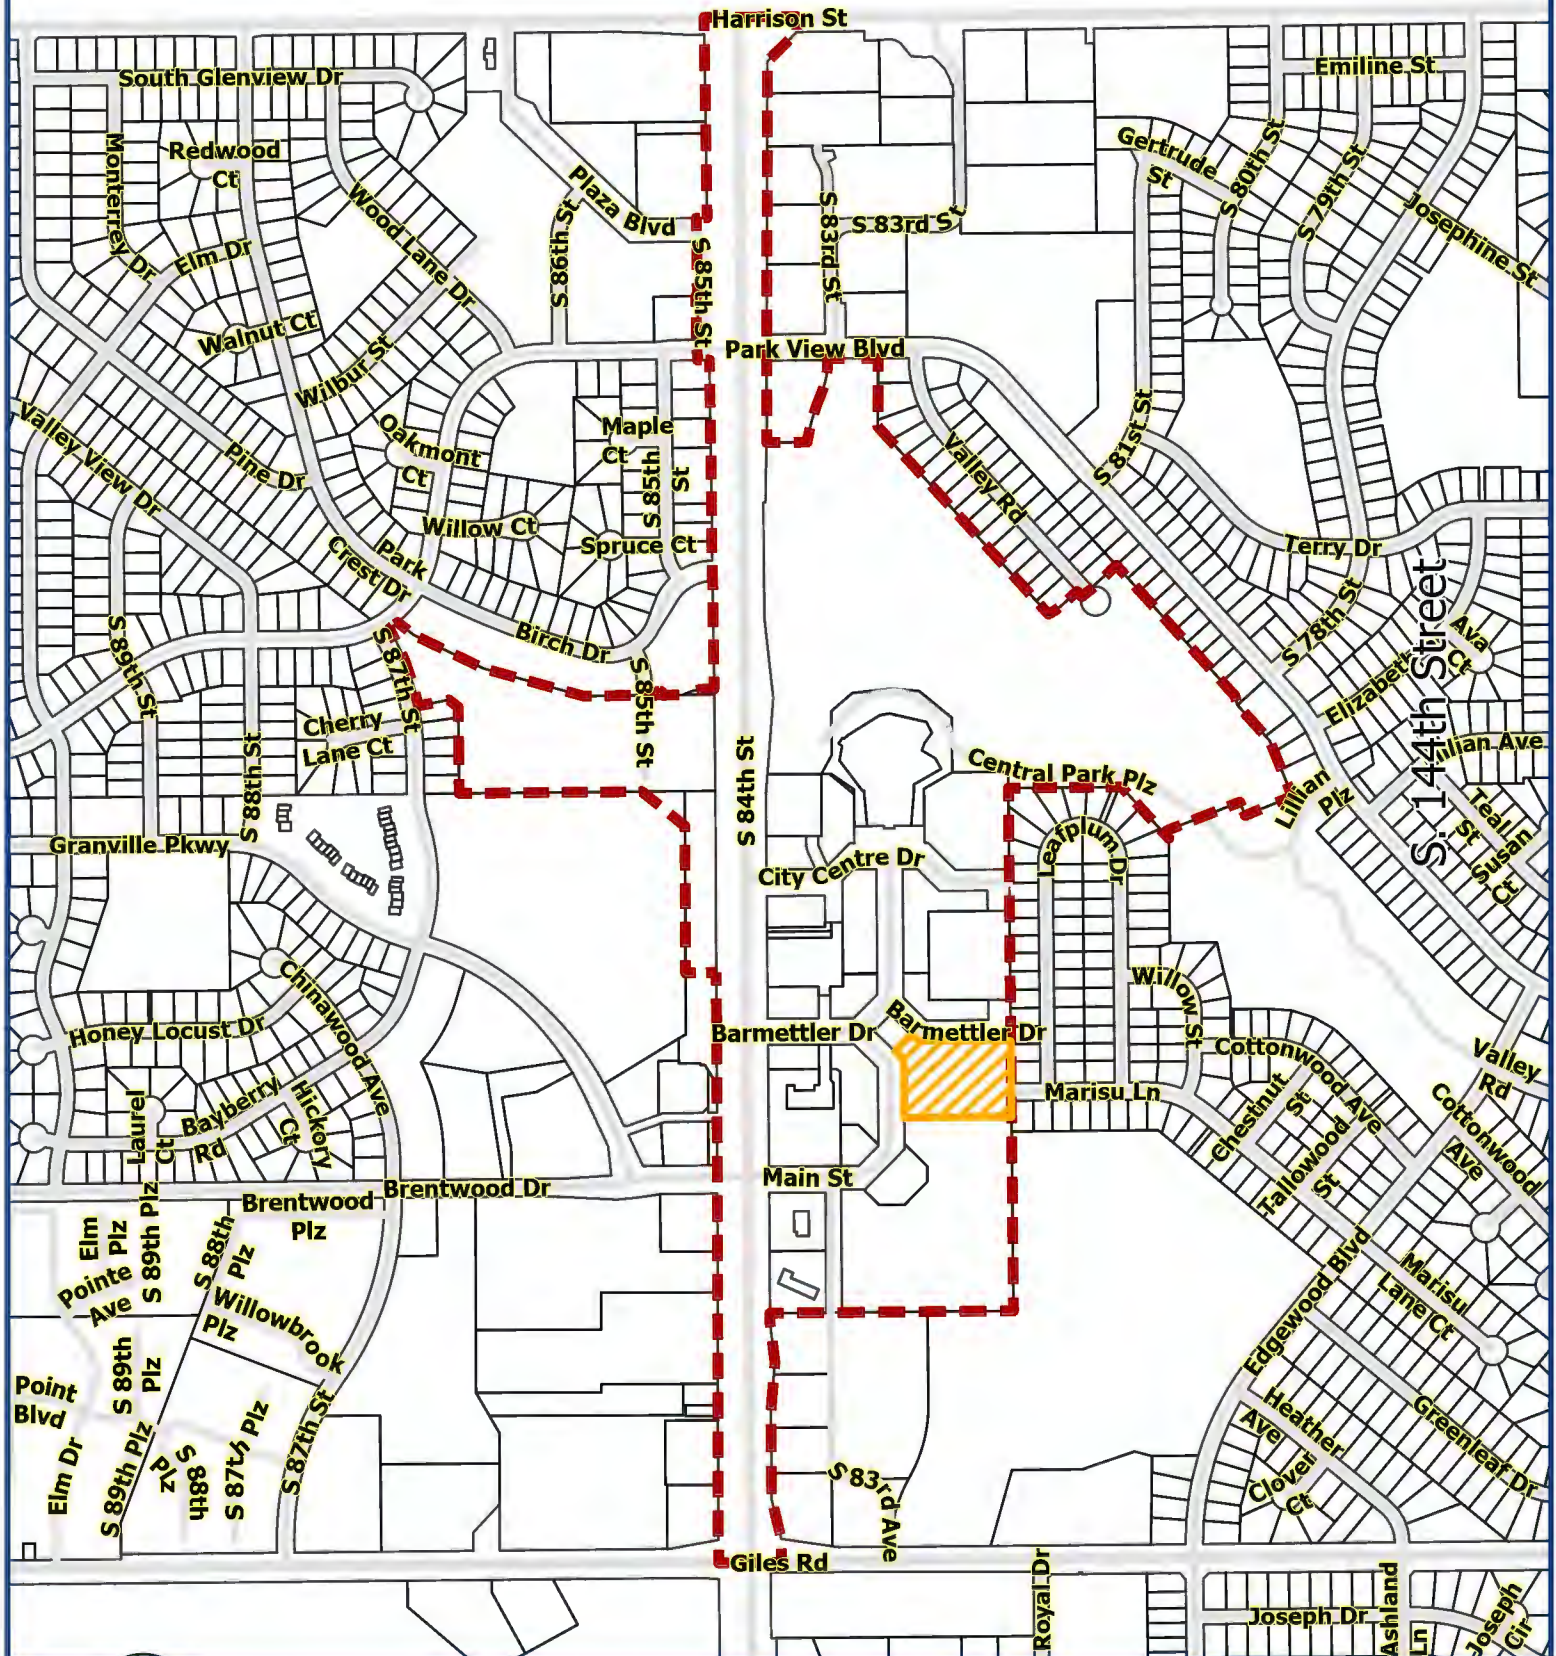 Harrison St
South Glenview Dr
Emiline St
Monterrey Dr
Redwood
Ct
Gertrude
St
S 80th St
S 79th St
Plaza Blvd
Wood Lane Dr
S 86th St
S 83rd St
S 83rd St
Josephine St
Elm Dr
S 85th St
Walnut Ct
Wilbur St
Park View Blvd
Valley View Dr
Oakmont
Ct
Maple
Ct
S 85th
St
Pine Dr
Valley Rd
S 81st St
Willow Ct
Spruce Ct
Terry Dr
Park
Crest Dr
S 144th Street
S 78th St
Ava
Ct
Birch Dr
S 89th St
S 87th St
S 85th St
Elizabeth
Cherry
Lane Ct
S 88th St
S 84th St
Central Park Plz
Lillian
Plz
Lillian Ave
Teal
St
Susan
Ct
Granville Pkwy
Leafplum Dr
City Centre Dr
Chinawood Ave
Willow St
Honey Locust Dr
Barmettler Dr
Barmettler Dr
Cottonwood Ave
Valley
Rd
Cottonwood
Ave
Laurel
Ct
Bayberry
Rd
Hickory
Ct
Marisu Ln
Chestnut
St
Tallowood
St
Main St
Brentwood Dr
Brentwood
Plz
Elm
Plz
S 89th Plz
S 88th
Plz
Pointe
Ave
Willowbrook
Plz
Edgewood Blvd
Marisu
Lane Ct
S 89th
Plz
Point
Blvd
Elm Dr
S 89th Plz
S 88th
Plz
S 87th Plz
S 87th St
Heather
Ave
Greenleaf Dr
Clover
Ct
S 83rd Ave
Giles Rd
Royal Dr
Joseph Dr
Ashland
Ln
Joseph
Cir